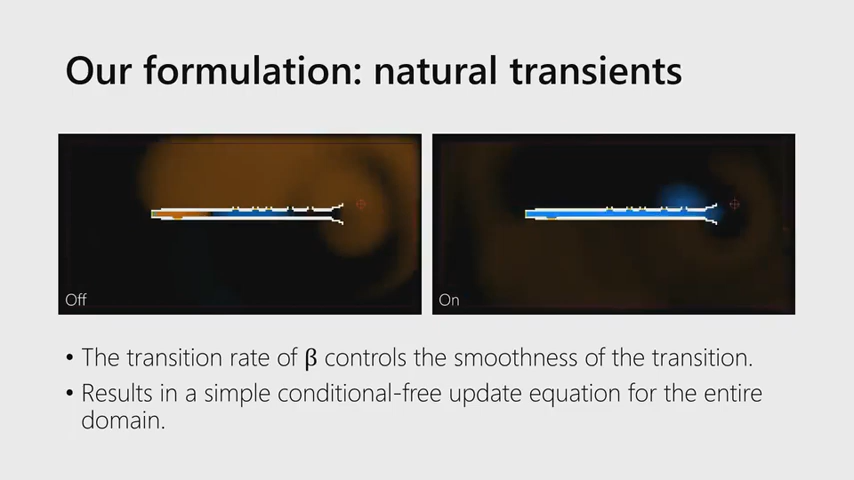 Our formulation: natural transients
Off
On
• The transition rate of β controls the smoothness of the transition.
• Results in a simple conditional-free update equation for the entire
domain.